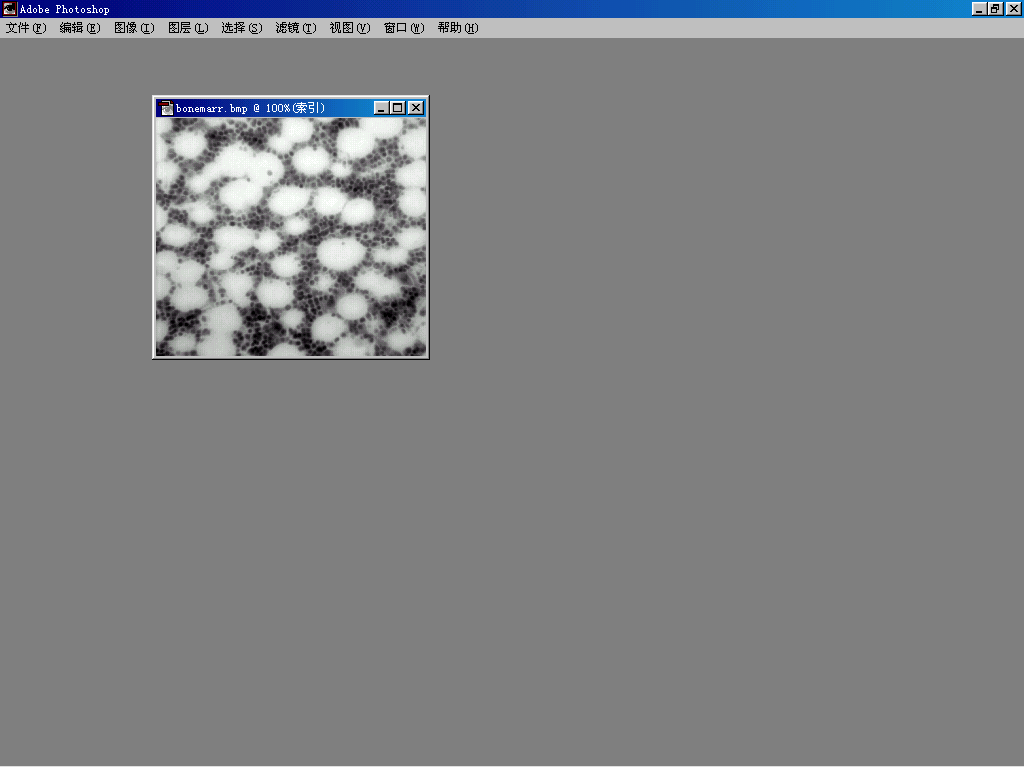 Adobe Photoshop
文件(F) 编辑(E) 图像(I) 图层(L) 选择(S) 滤镜(T) 视图(V) 窗口(W) 帮助(H)
bonemarr.bmp @ 100%(索引)